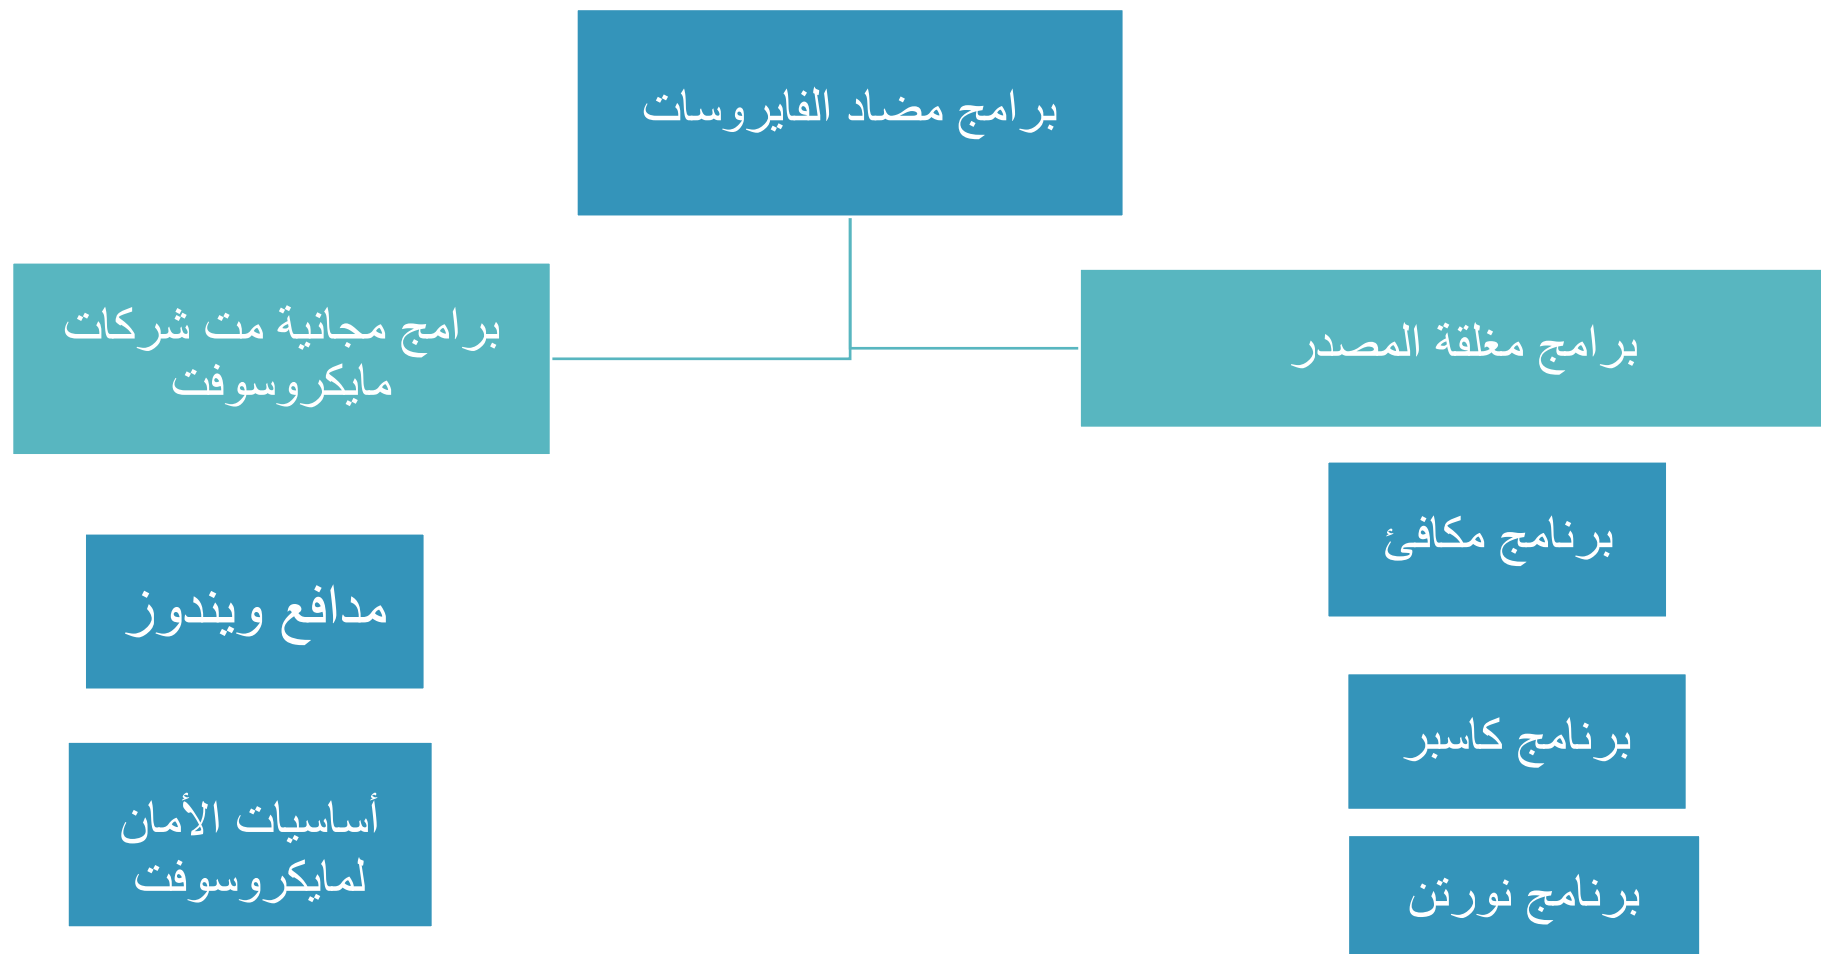 برامج مضاد الفايروسات
برامج مغلقة المصدر
برامج مجانية مت شركات
مايكروسوفت
برنامج مكافئ
برنامج كاسبر
برنامج نورتن
مدافع ويندوز
أساسيات الأمان
لمايكروسوفت